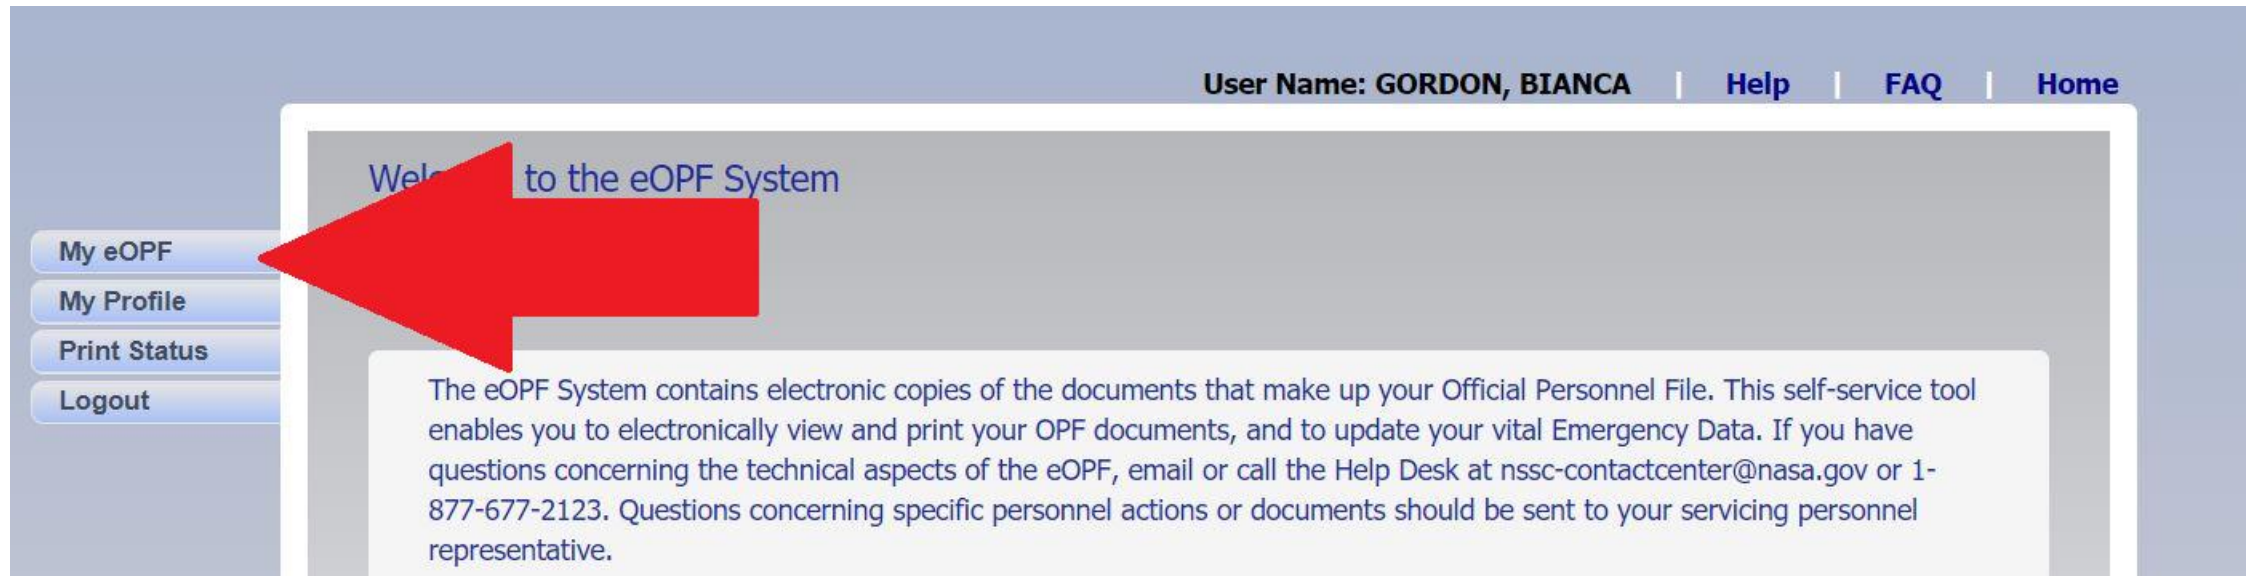 User Name: GORDON, BIANCA | Help | FAQ | Home
to the eOPF System
My eOPF
My Profile
Print Status
Logout
The eOPF System contains electronic copies of the documents that make up your Official Personnel File. This self-service tool
enables you to electronically view and print your OPF documents, and to update your vital Emergency Data. If you have
questions concerning the technical aspects of the eOPF, email or call the Help Desk at nssc-contactcenter@nasa.gov or 1-
877-677-2123. Questions concerning specific personnel actions or documents should be sent to your servicing personnel
representative.